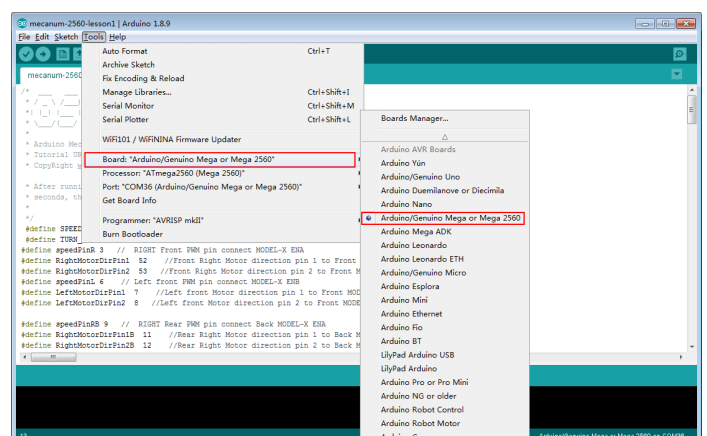 mecanum-2560-lesson1 | Arduino 1.8.9
File Edit Sketch Tools Help
mecanum-256
Auto Format Ctrl+T
Archive Sketch
Fix Encoding & Reload
Manage Libraries... Ctrl+Shift+I
Serial Monitor Ctrl+Shift+M
Serial Plotter Ctrl+Shift+L
WiFi101 / WiFiNINA Firmware Updater
Board: "Arduino/Genuino Mega or Mega 2560"
Processor: "ATmega2560 (Mega 2560)"
Port: "COM36 (Arduino/Genuino Mega or Mega 2560)"
Get Board Info
Programmer: "AVRISP mkII"
Burn Bootloader
Boards Manager...
Arduino AVR Boards
Arduino Yún
Arduino/Genuino Uno
Arduino Duemilanove or Diecimila
Arduino Nano
Arduino/Genuino Mega or Mega 2560
Arduino Mega ADK
Arduino Leonardo
Arduino Leonardo ETH
Arduino/Genuino Micro
Arduino Esplora
Arduino Mini
Arduino Ethernet
Arduino Fio
Arduino BT
LilyPad Arduino USB
LilyPad Arduino
Arduino Pro or Pro Mini
Arduino NG or older
Arduino Robot Control
Arduino Robot Motor
* Arduino Mec
* Tutorial UR
* CopyRight w
* After runni
* seconds, th
*/
#define SPEED
#define TURN_
#define speedPinR 3 // RIGHT Front PWM pin connect MODEL-X ENA
#define RightMotorDirPin1 52 //Front Right Motor direction pin 1 to Front
#define RightMotorDirPin2 53 //Front Right Motor direction pin 2 to Front
#define speedPinL 6 // Left front PWM pin connect MODEL-X ENB
#define LeftMotorDirPin1 7 //Left front Motor direction pin 1 to Front MOD
#define LeftMotorDirPin2 8 //Left front Motor direction pin 2 to Front MODE
#define speedPinRB 9 // RIGHT Rear PWM pin connect Back MODEL-X ENA
#define RightMotorDirPin1B 11 //Rear Right Motor direction pin 1 to Back M
#define RightMotorDirPin2B 12 //Rear Right Motor direction pin 2 to Back M